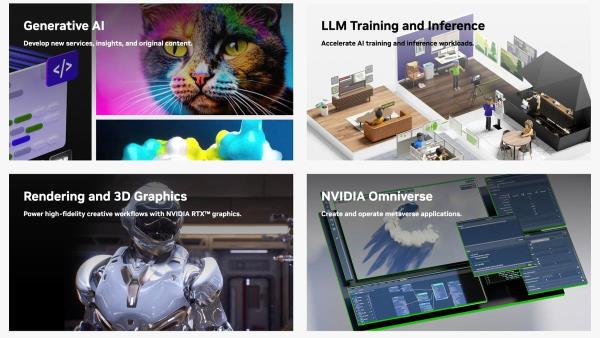 Generative AI
Develop new services, insights, and original content.
</>
LLM Training and Inference
Accelerate AI training and inference workloads.
Rendering and 3D Graphics
Power high-fidelity creative workflows with NVIDIA RTX™ graphics.
NVIDIA Omniverse
Create and operate metaverse applications.